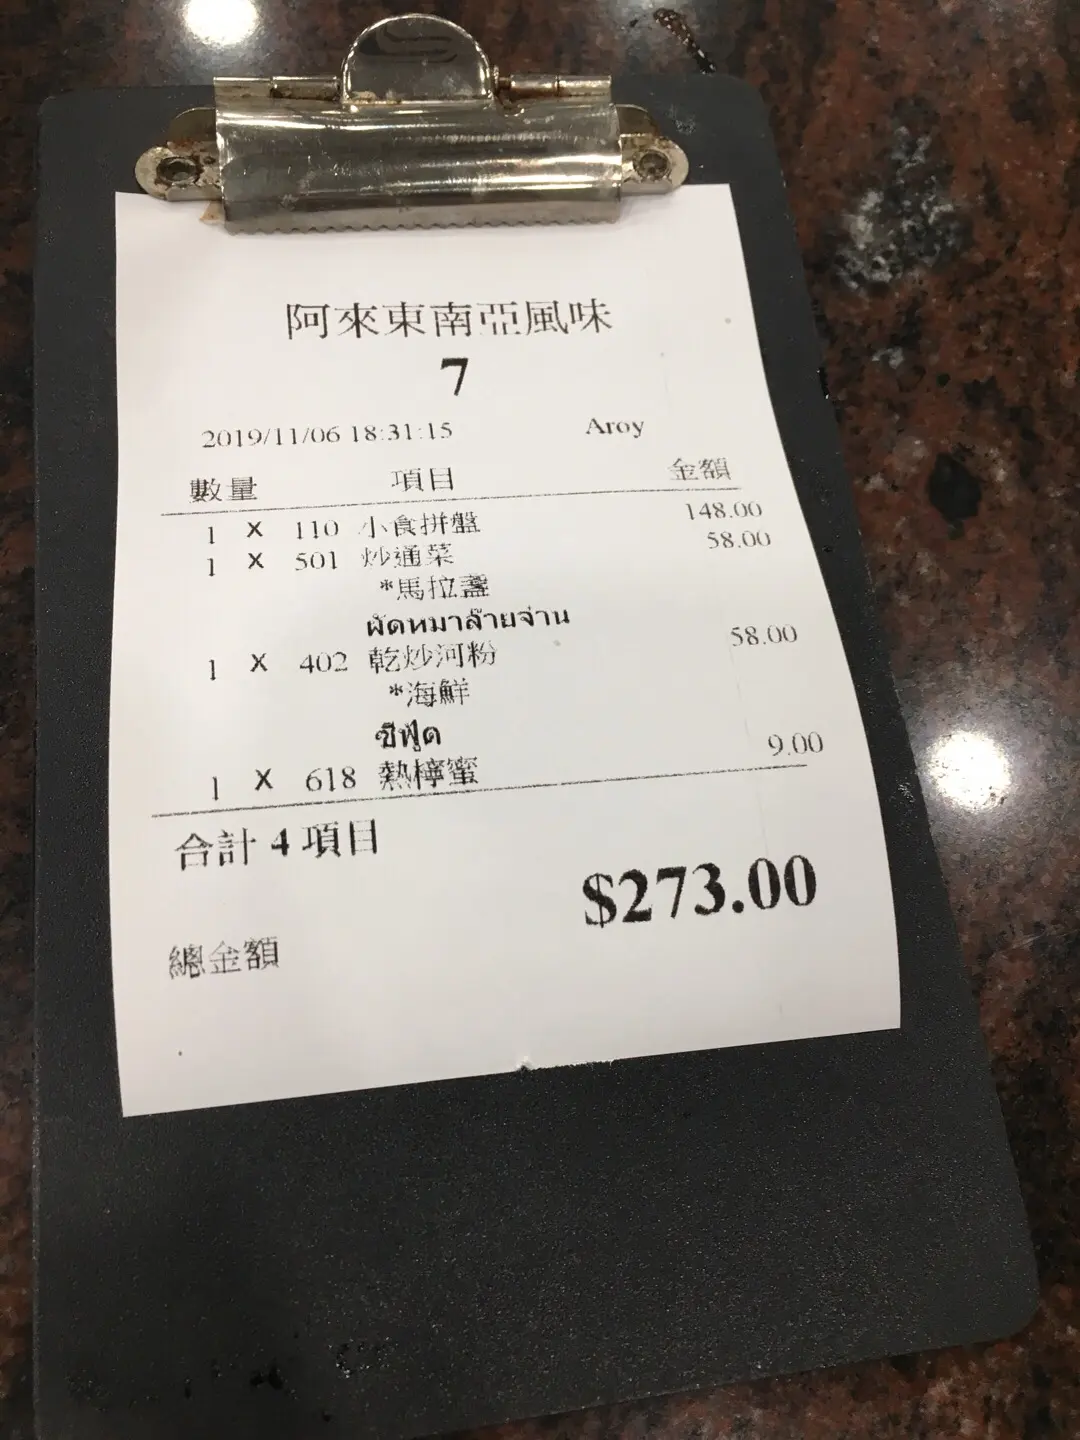 阿來東南亞風味
7
2019/11/06 18:31:15 Aroy
數量 項目 金額
1 X 110 小食拼盤 148.00
1 X 501 炒通菜 58.00
*馬拉盞
ผัดหมาล้ายจ่าน
1 X 402 乾炒河粉 58.00
*海鮮
ซีฟู้ด
1 X 618 熱檸蜜 9.00
合計 4 項目
$273.00
總金額